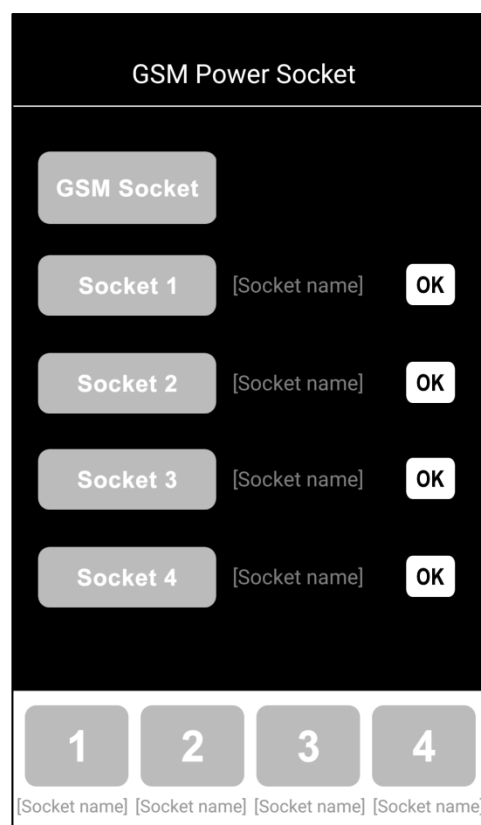 GSM Power Socket
GSM Socket
Socket 1 [Socket name] OK
Socket 2 [Socket name] OK
Socket 3 [Socket name] OK
Socket 4 [Socket name] OK
1 2 3 4
[Socket name] [Socket name] [Socket name] [Socket name]